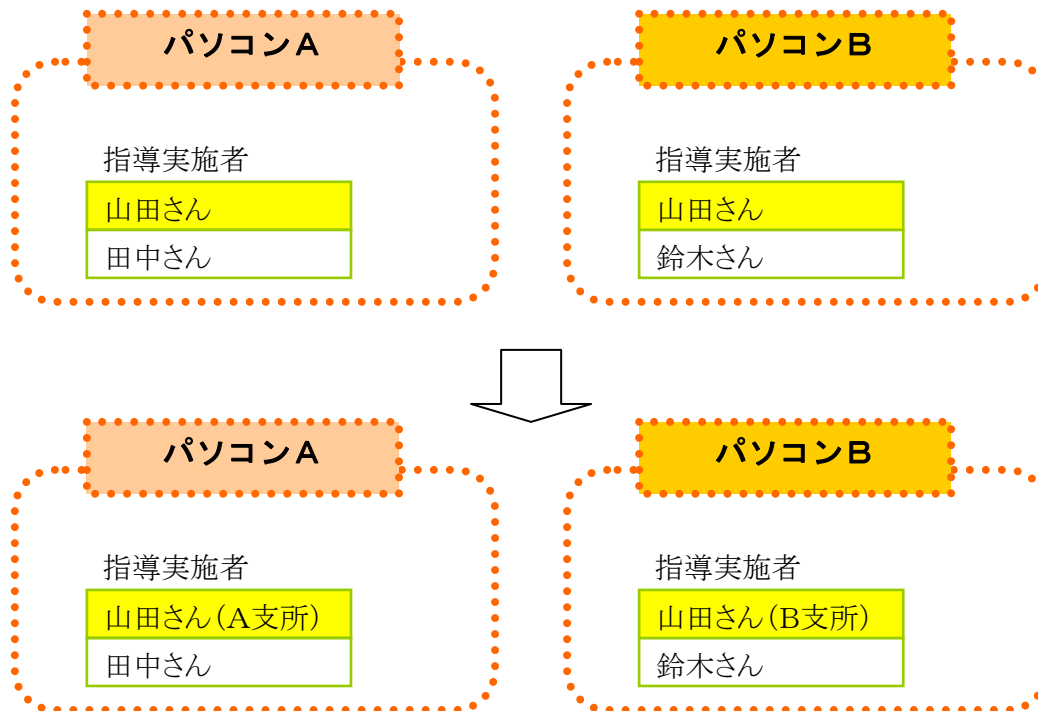 パソコンA
パソコンB
指導実施者
山田さん
田中さん
指導実施者
山田さん
鈴木さん
パソコンA
パソコンB
指導実施者
山田さん(A支所)
田中さん
指導実施者
山田さん(B支所)
鈴木さん